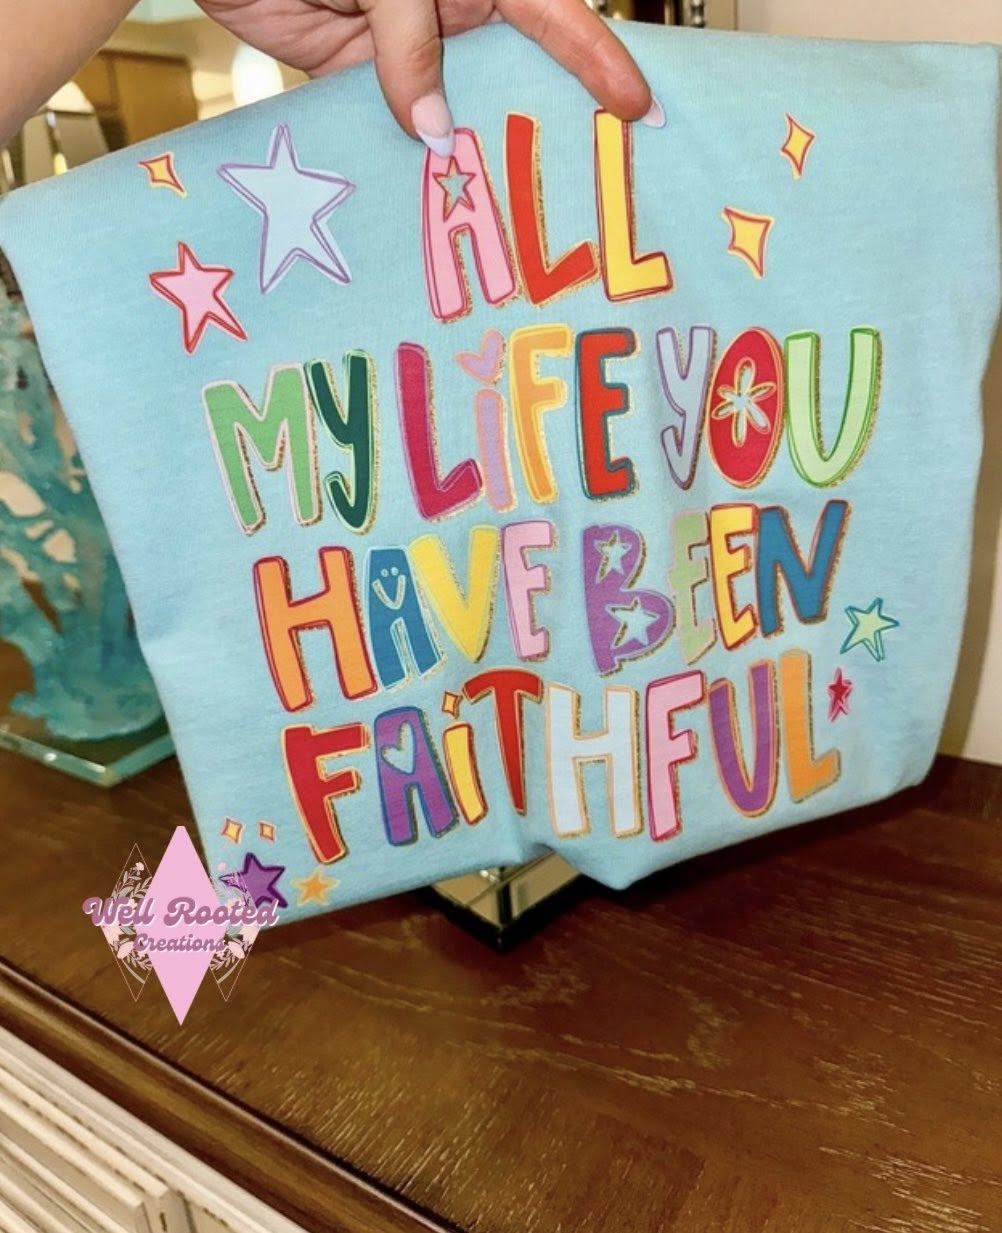 ALL
MY LiFE YOU
HAVE BEEN
FAiTHFUL
Well Rooted
Creations